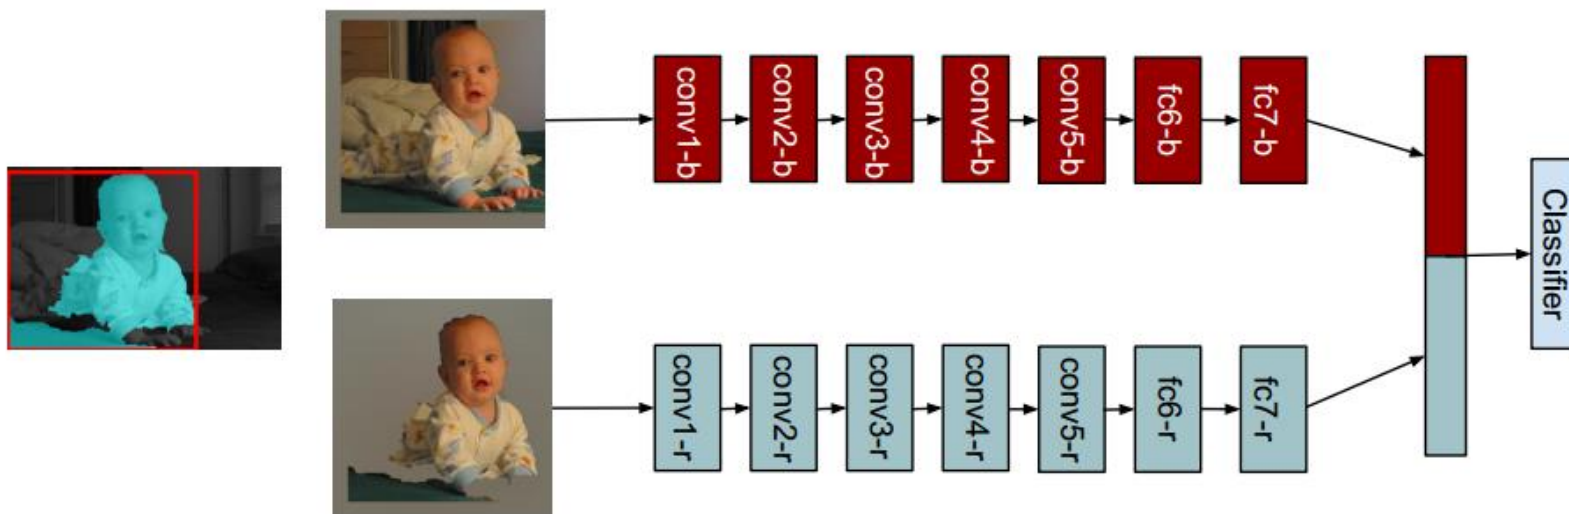 conv1-b
conv2-b
conv3-b
conv4-b
conv5-b
fc6-b
fc7-b
conv1-r
conv2-r
conv3-r
conv4-r
conv5-r
fc6-r
fc7-r
Classifier